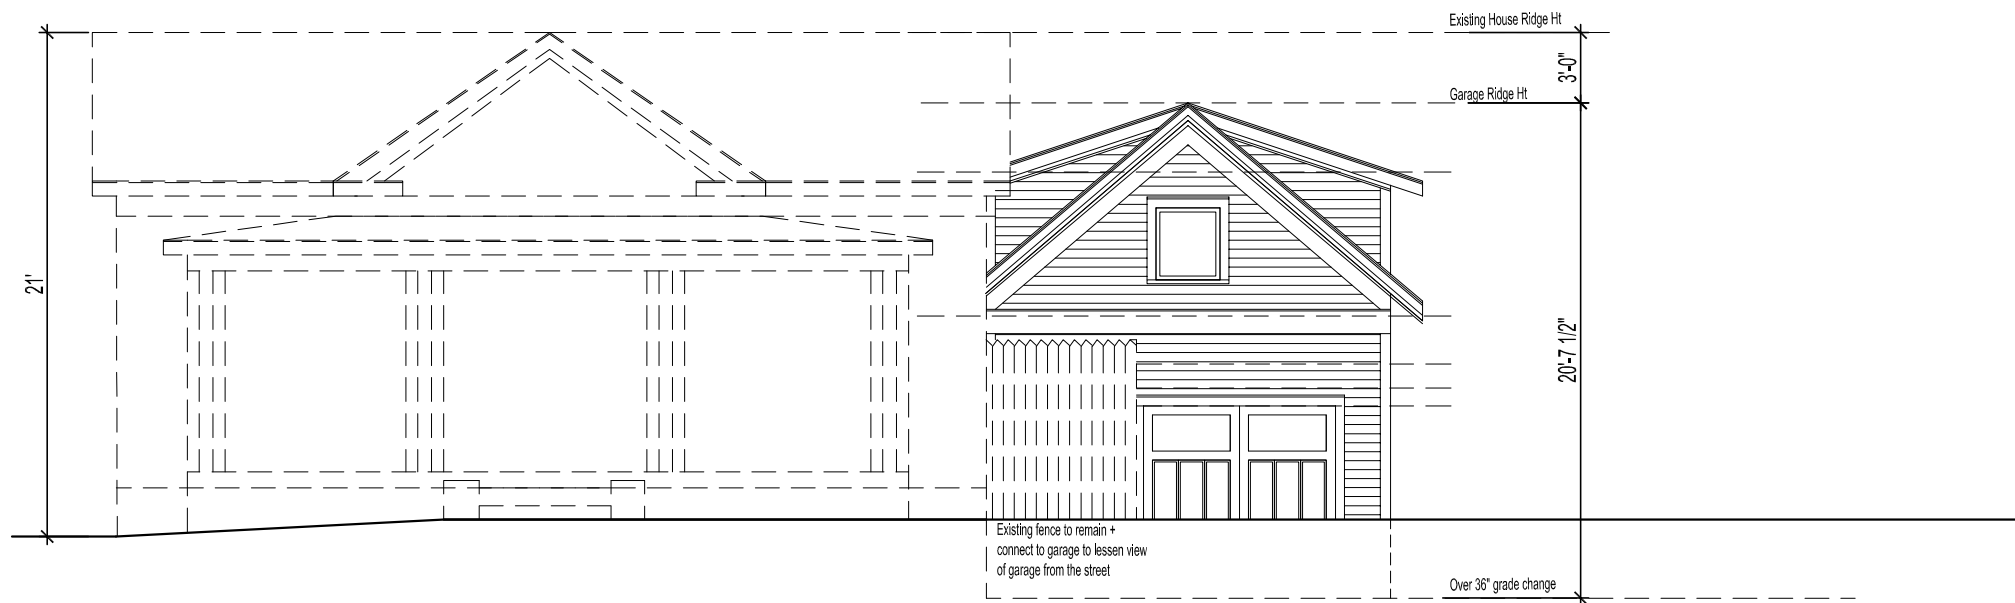 Existing House Ridge Ht
3'-0"
Garage Ridge Ht
21'
20'-7 1/2"
Existing fence to remain +
connect to garage to lessen view
of garage from the street
Over 36" grade change